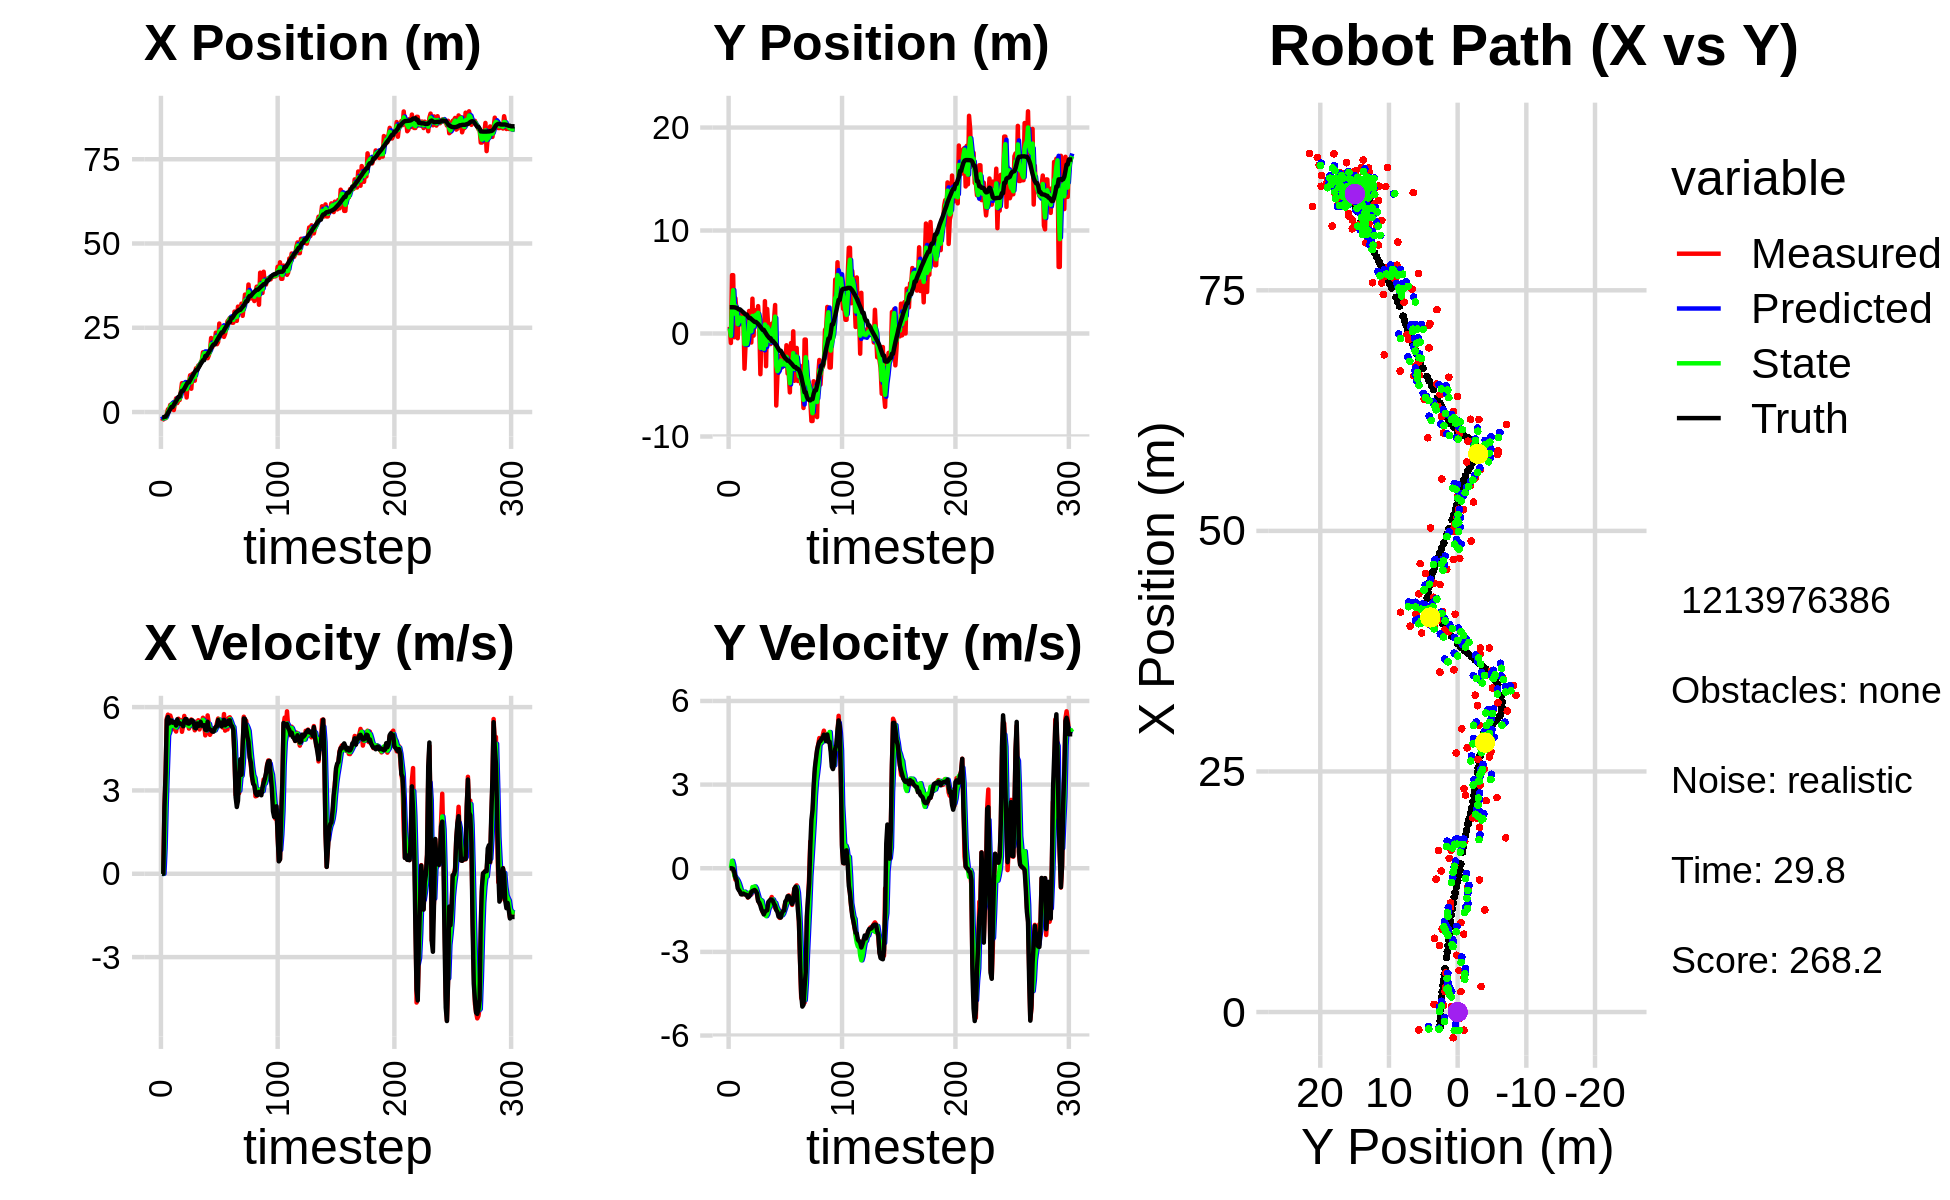 X Position (m)
75
50
25
0
0
100
200
300
timestep
Y Position (m)
20
10
0
-10
0
100
200
300
timestep
X Velocity (m/s)
6
3
0
-3
0
100
200
300
timestep
Y Velocity (m/s)
6
3
0
-3
-6
0
100
200
300
timestep
Robot Path (X vs Y)
X Position (m)
75
50
25
0
20 10 0 -10 -20
Y Position (m)
variable
Measured
Predicted
State
Truth
1213976386
Obstacles: none
Noise: realistic
Time: 29.8
Score: 268.2